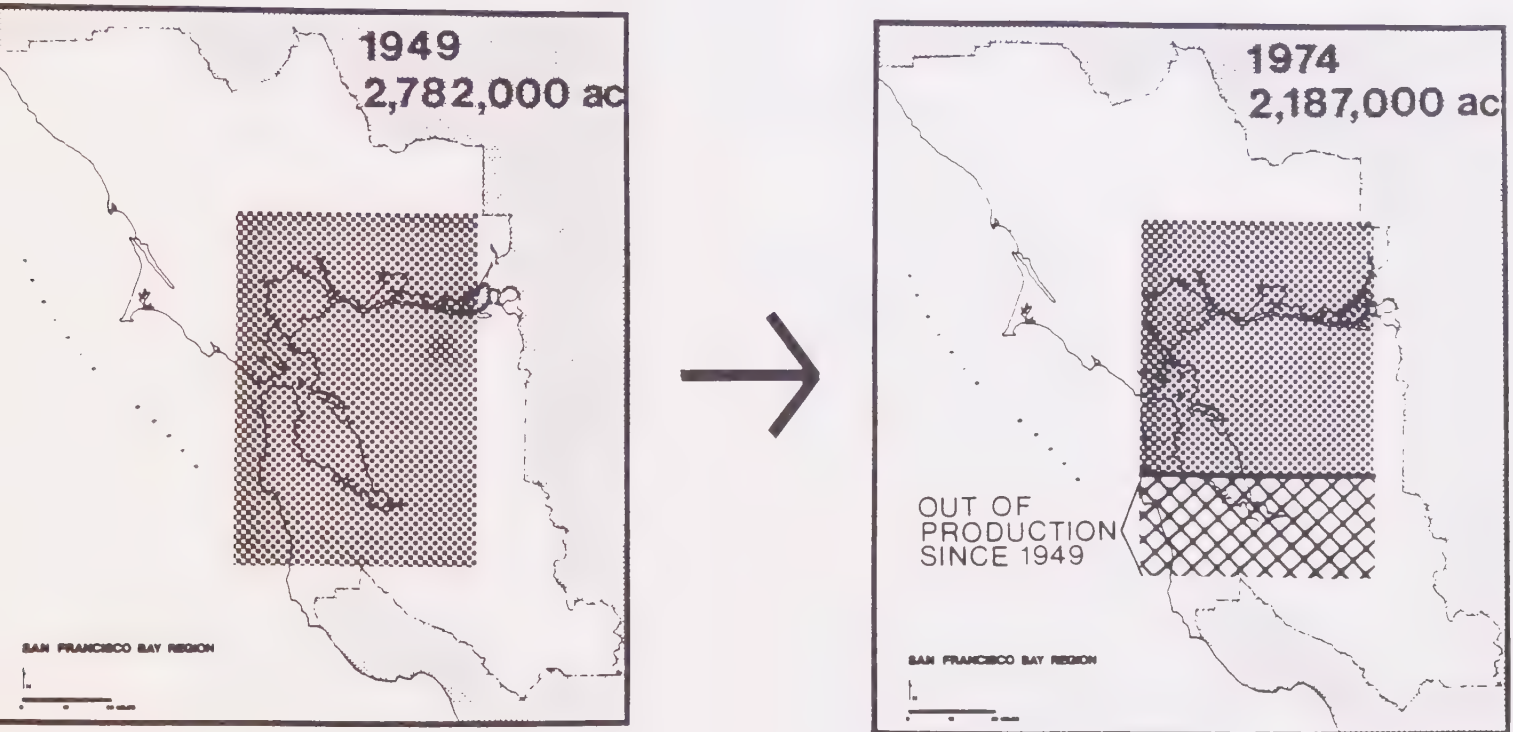 1949
2,782,000 ac
SAN FRANCISCO BAY REGION
1974
2,187,000 ac
OUT OF
PRODUCTION
SINCE 1949
SAN FRANCISCO BAY REGION